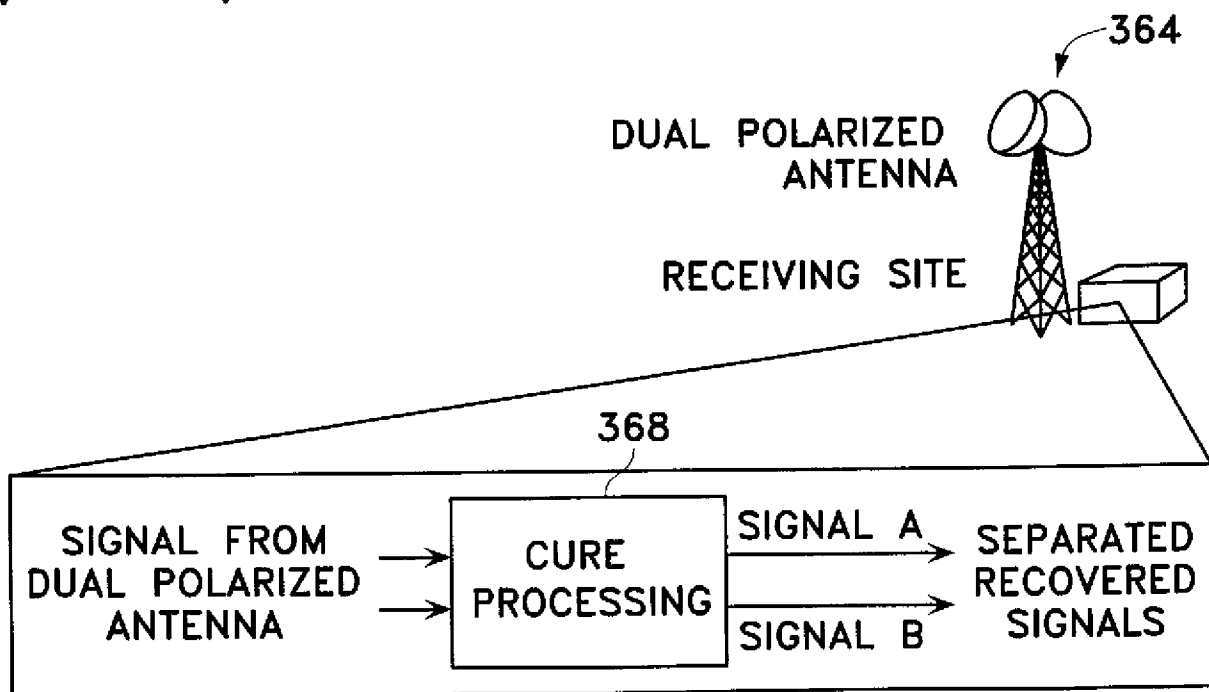 364
DUAL POLARIZED
ANTENNA
RECEIVING SITE
368
SIGNAL FROM
DUAL POLARIZED
ANTENNA
CURE
PROCESSING
SIGNAL A
SIGNAL B
SEPARATED
RECOVERED
SIGNALS